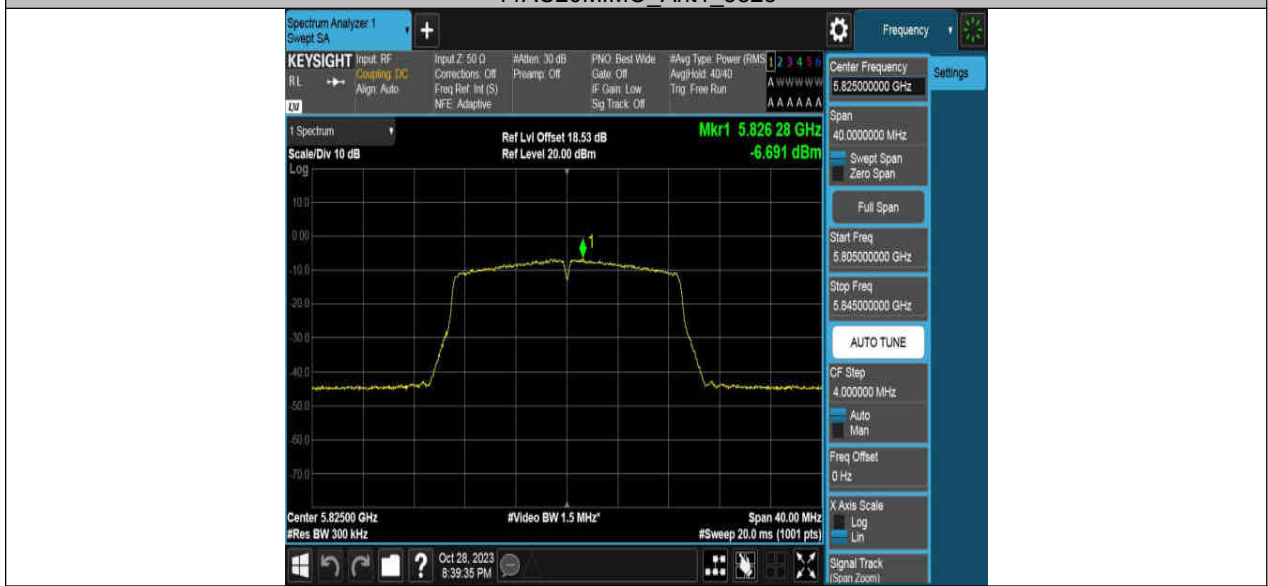 Spectrum Analyzer 1
Swept SA
+
Frequency
KEYSIGHT
RL
Input: RF
Coupling: DC
Align: Auto
Input Z: 50 Ω
Corrections: Off
Freq Ref: Int (S)
NFE: Adaptive
#Atten: 30 dB
Preamp: Off
PNO: Best Wide
Gate: Off
IF Gain: Low
Sig Track: Off
#Avg Type: Power (RMS
Avg|Hold: 40/40
Trig: Free Run
1 2 3 4 5 6
A W W W W W
A A A A A A
1 Spectrum
Scale/Div 10 dB
Log
Ref Lvl Offset 18.53 dB
Ref Level 20.00 dBm
Mkr1 5.826 28 GHz
-6.691 dBm
1
10.0
0.00
-10.0
-20.0
-30.0
-40.0
-50.0
-60.0
-70.0
Center 5.82500 GHz
#Res BW 300 kHz
#Video BW 1.5 MHz*
Span 40.00 MHz
#Sweep 20.0 ms (1001 pts)
Oct 28, 2023
8:39:35 PM
?
Center Frequency
5.825000000 GHz
Settings
Span
40.0000000 MHz
Swept Span
Zero Span
Full Span
Start Freq
5.805000000 GHz
Stop Freq
5.845000000 GHz
AUTO TUNE
CF Step
4.000000 MHz
Auto
Man
Freq Offset
0 Hz
X Axis Scale
Log
Lin
Signal Track
(Span Zoom)